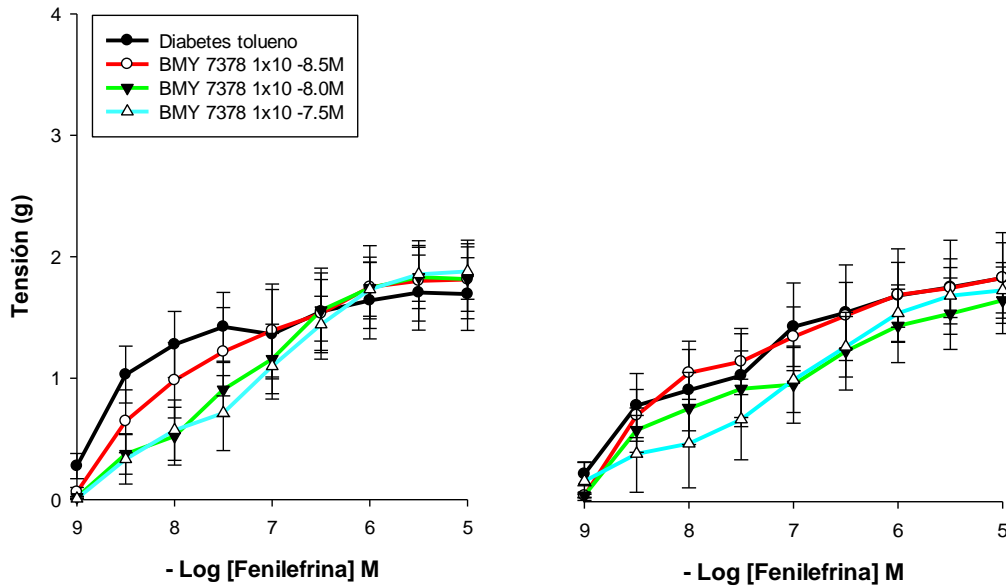 4
Diabetes tolueno
BMY 7378 1x10 -8.5M
BMY 7378 1x10 -8.0M
BMY 7378 1x10 -7.5M
3
Tensión (g)
2
1
0
9 8 7 6 5
9 8 7 6 5
- Log [Fenilefrina] M
- Log [Fenilefrina] M